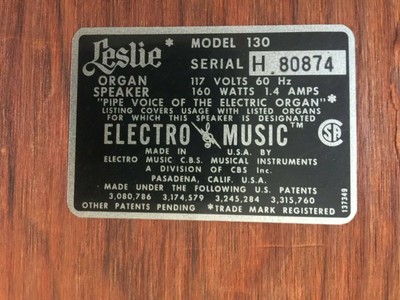 Leslie* MODEL 130
SERIAL H 80874
ORGAN 117 VOLTS 60 Hz
SPEAKER 160 WATTS 1.4 AMPS
"PIPE VOICE OF THE ELECTRIC ORGAN"*
LISTING COVERS USAGE WITH LISTED ORGANS
FOR WHICH THIS SPEAKER IS DESIGNATED
ELECTRO MUSIC™
MADE IN U.S.A. BY
ELECTRO MUSIC C.B.S. MUSICAL INSTRUMENTS
A DIVISION OF CBS Inc.
PASADENA, CALIF. U.S.A.
MADE UNDER THE FOLLOWING U.S. PATENTS
3,080,786 3,174,579 3,245,284 3,315,760
OTHER PATENTS PENDING *TRADE MARK REGISTERED
137349